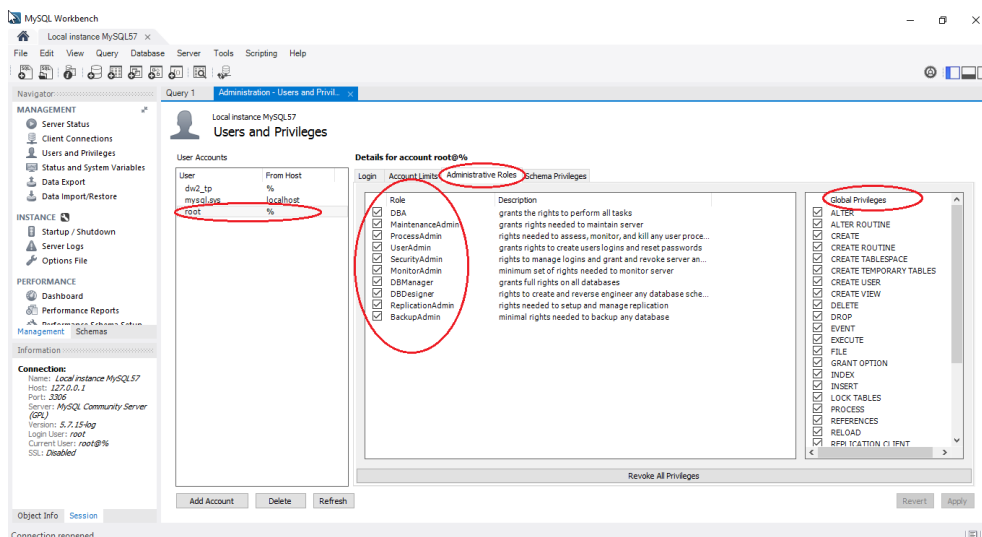 MySQL Workbench
Local instance MySQL57
File Edit View Query Database Server Tools Scripting Help
Navigator
Query 1 Administration - Users and Privil...
MANAGEMENT
Server Status
Client Connections
Users and Privileges
Status and System Variables
Data Export
Data Import/Restore
INSTANCE
Startup / Shutdown
Server Logs
Options File
PERFORMANCE
Dashboard
Performance Reports
Performance Schema Setup
Management Schemas
Information
Connection:
Name: Local instance MySQL57
Host: 127.0.0.1
Port: 3306
Server: MySQL Community Server
(GPL)
Version: 5.7.15-log
Login User: root
Current User: root@%
SSL: Disabled
Object Info Session
Connection reopened
Local instance MySQL57
Users and Privileges
User Accounts
User From Host
dw2_tp %
mysql.sys localhost
root %
Add Account Delete Refresh
Details for account root@%
Login Account Limits Administrative Roles Schema Privileges
Role Description
DBA grants the rights to perform all tasks
MaintenanceAdmin grants rights needed to maintain server
ProcessAdmin rights needed to assess, monitor, and kill any user proce...
UserAdmin grants rights to create users logins and reset passwords
SecurityAdmin rights to manage logins and grant and revoke server an...
MonitorAdmin minimum set of rights needed to monitor server
DBManager grants full rights on all databases
DBDesigner rights to create and reverse engineer any database sche...
ReplicationAdmin rights needed to setup and manage replication
BackupAdmin minimal rights needed to backup any database
Global Privileges
ALTER
ALTER ROUTINE
CREATE
CREATE ROUTINE
CREATE TABLESPACE
CREATE TEMPORARY TABLES
CREATE USER
CREATE VIEW
DELETE
DROP
EVENT
EXECUTE
FILE
GRANT OPTION
INDEX
INSERT
LOCK TABLES
PROCESS
REFERENCES
RELOAD
REPLICATION CLIENT
Revoke All Privileges
Revert Apply